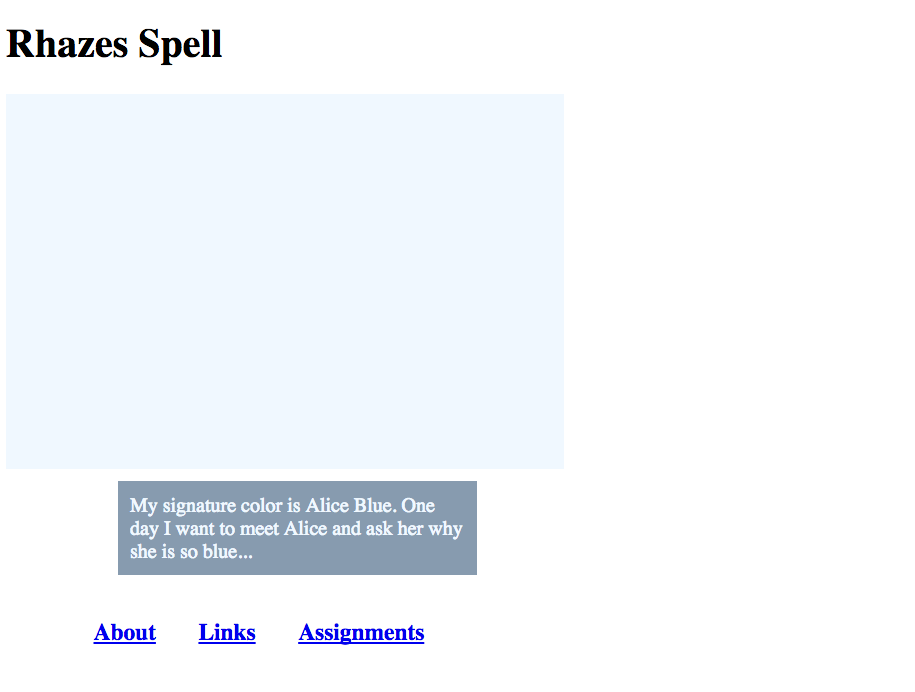 Rhazes Spell
My signature color is Alice Blue. One
day I want to meet Alice and ask her why
she is so blue...
About Links Assignments